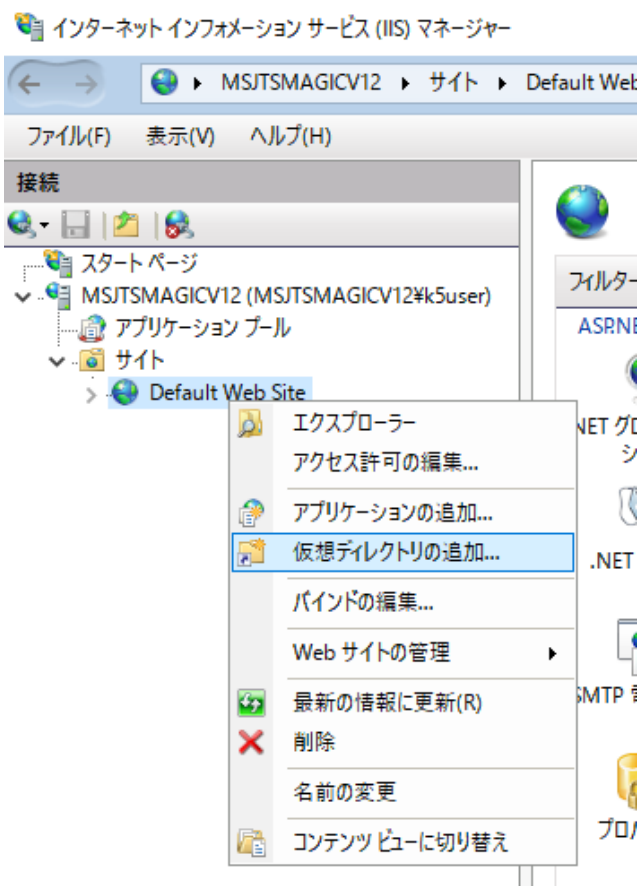 インターネット インフォメーション サービス (IIS) マネージャー
MSJTSMAGICV12 サイト Default Web
ファイル(F) 表示(V) ヘルプ(H)
接続
スタート ページ
MSJTSMAGICV12 (MSJTSMAGICV12¥k5user)
アプリケーション プール
サイト
Default Web Site
エクスプローラー
アクセス許可の編集...
アプリケーションの追加...
仮想ディレクトリの追加...
バインドの編集...
Web サイトの管理
最新の情報に更新(R)
削除
名前の変更
コンテンツ ビューに切り替え
フィルター
ASP.NE
.NET
SMTP